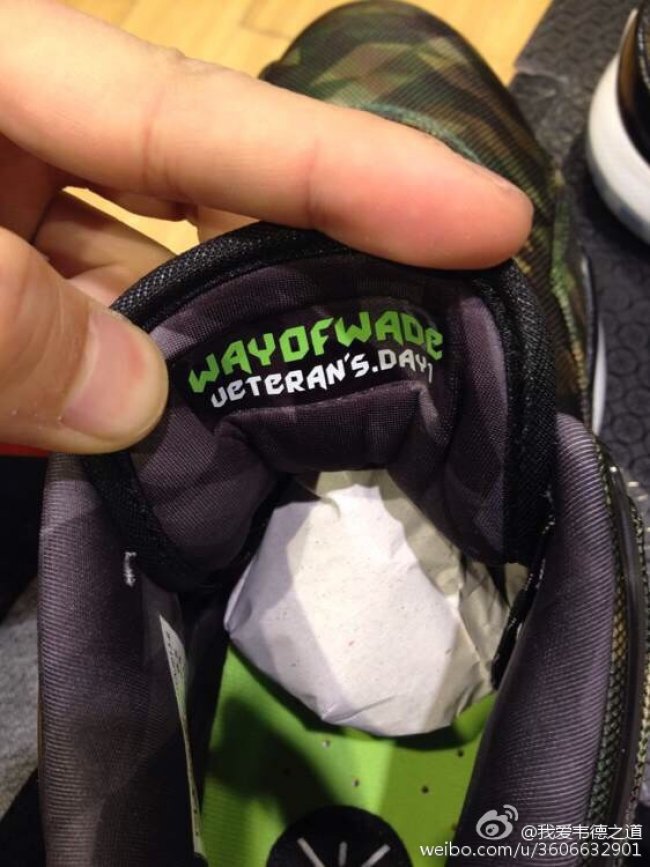 WAYOFWADE
VETERAN'S.DAY1
@我爱韦德之道
weibo.com/u/3606632901